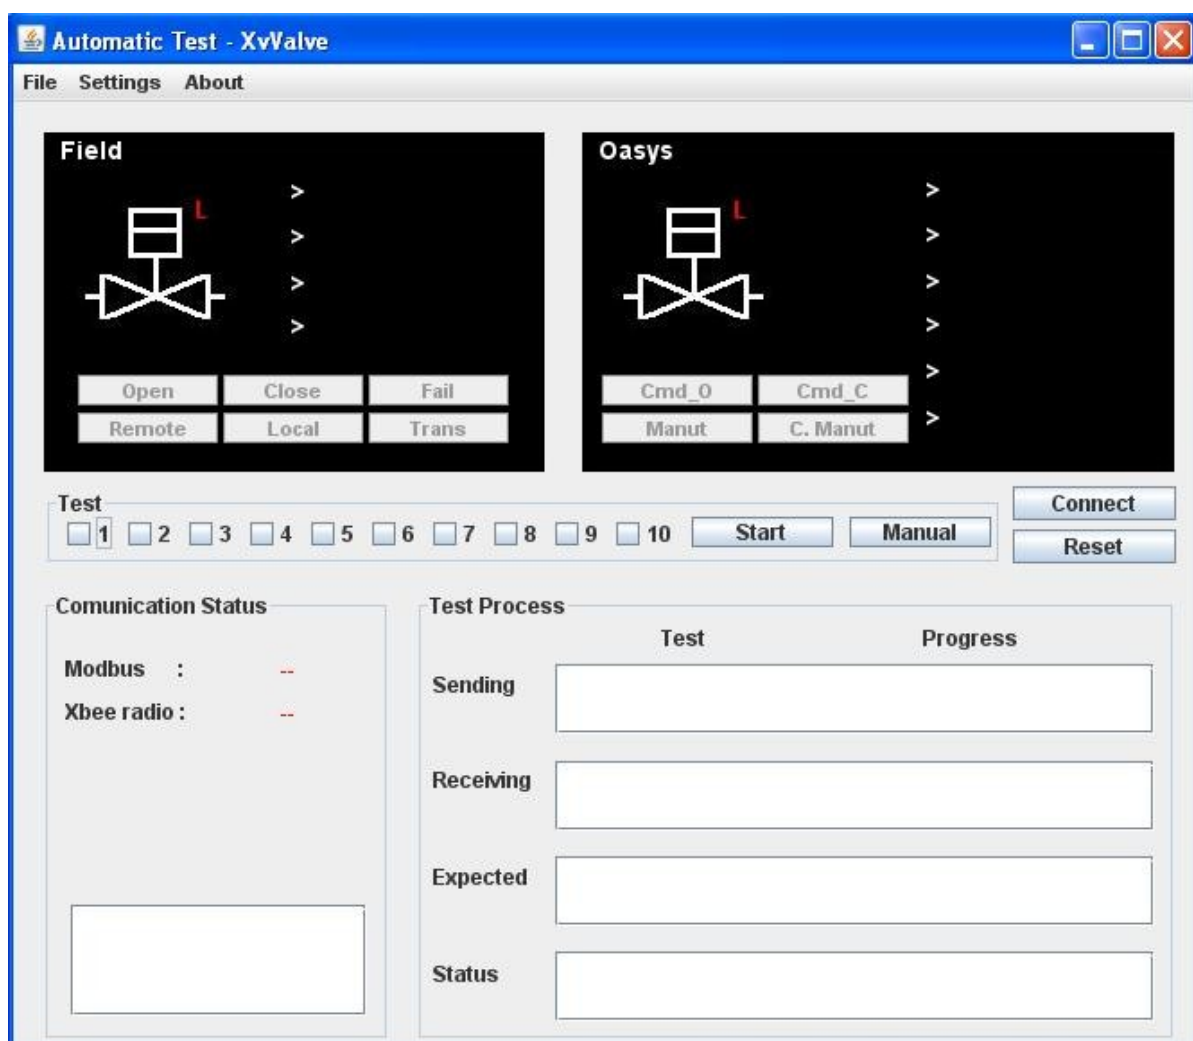 Automatic Test - XvValve
File Settings About
Field
L
>
>
>
>
Open Close Fail
Remote Local Trans
Oasys
L
>
>
>
>
>
>
Cmd_O Cmd_C
Manut C. Manut
Test
1 2 3 4 5 6 7 8 9 10 Start Manual
Connect
Reset
Comunication Status
Modbus : --
Xbee radio : --
Test Process
Test Progress
Sending
Receiving
Expected
Status